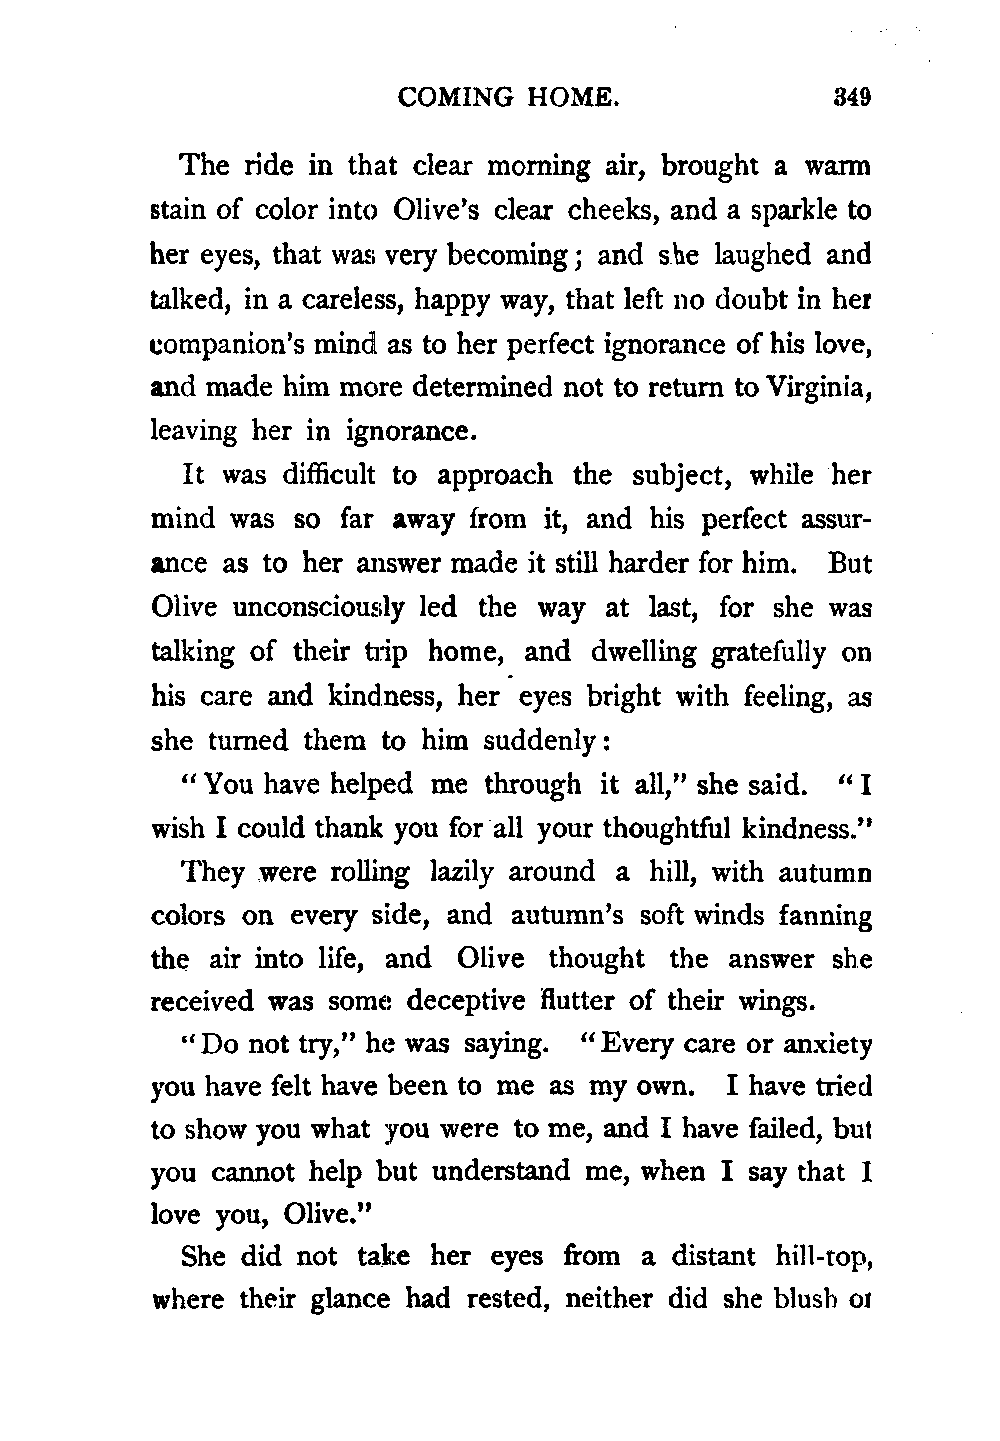 COMING HOME. 349
The ride in that clear morning air, brought a warm
stain of color into Olive's clear cheeks, and a sparkle to
her eyes, that was very becoming; and she laughed and
talked, in a careless, happy way, that left no doubt in her
companion's mind as to her perfect ignorance of his love,
and made him more determined not to return to Virginia,
leaving her in ignorance.
It was difficult to approach the subject, while her
mind was so far away from it, and his perfect assur-
ance as to her answer made it still harder for him. But
Olive unconsciously led the way at last, for she was
talking of their trip home, and dwelling gratefully on
his care and kindness, her eyes bright with feeling, as
she turned them to him suddenly:
"You have helped me through it all," she said. "I
wish I could thank you for all your thoughtful kindness."
They were rolling lazily around a hill, with autumn
colors on every side, and autumn's soft winds fanning
the air into life, and Olive thought the answer she
received was some deceptive flutter of their wings.
"Do not try," he was saying. "Every care or anxiety
you have felt have been to me as my own. I have tried
to show you what you were to me, and I have failed, but
you cannot help but understand me, when I say that I
love you, Olive."
She did not take her eyes from a distant hill-top,
where their glance had rested, neither did she blush or